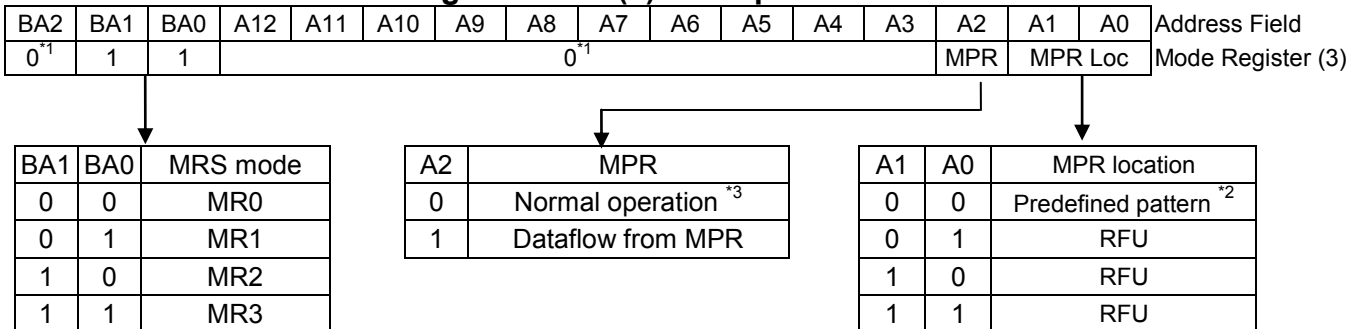 BA2 BA1 BA0 A12 A11 A10 A9 A8 A7 A6 A5 A4 A3 A2 A1 A0 Address Field
0*1 1 1 0*1 MPR MPR Loc Mode Register (3)
BA1 BA0 MRS mode
0 0 MR0
0 1 MR1
1 0 MR2
1 1 MR3
A2 MPR
0 Normal operation *3
1 Dataflow from MPR
A1 A0 MPR location
0 0 Predefined pattern *2
0 1 RFU
1 0 RFU
1 1 RFU